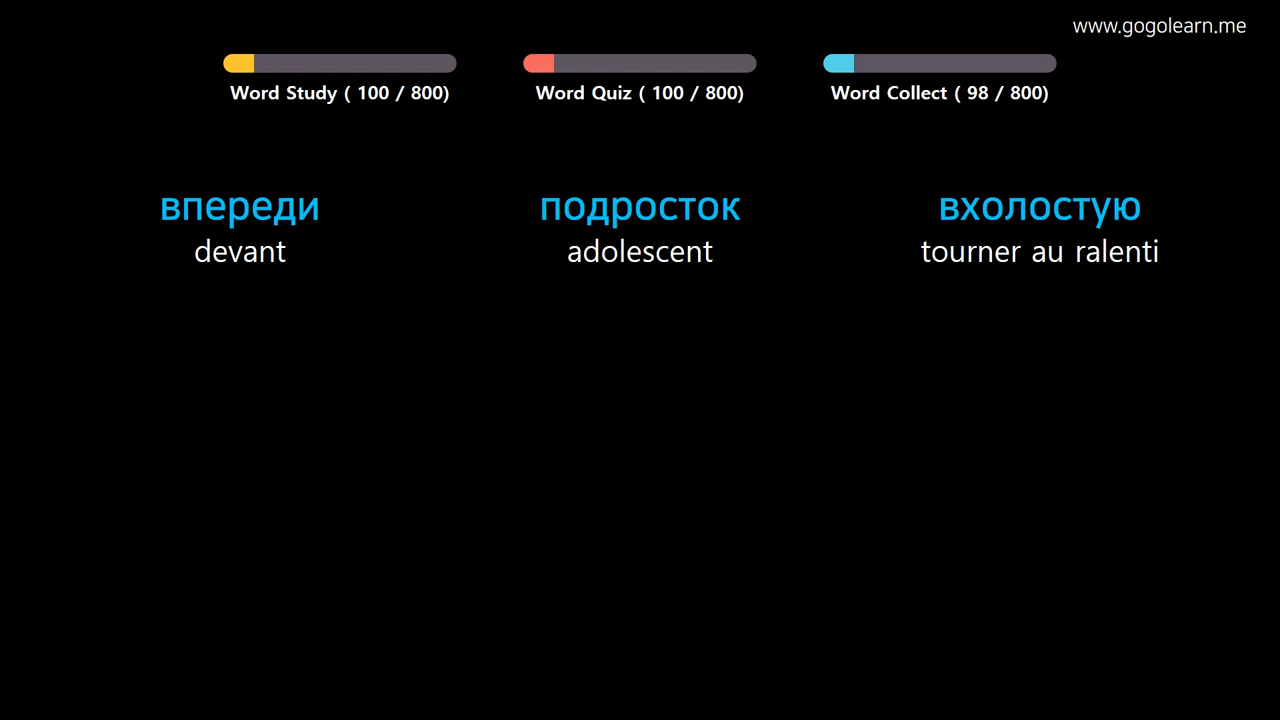 www.gogolearn.me
Word Study ( 100 / 800)
Word Quiz ( 100 / 800)
Word Collect ( 98 / 800)
впереди
devant
подросток
adolescent
вхолостую
tourner au ralenti